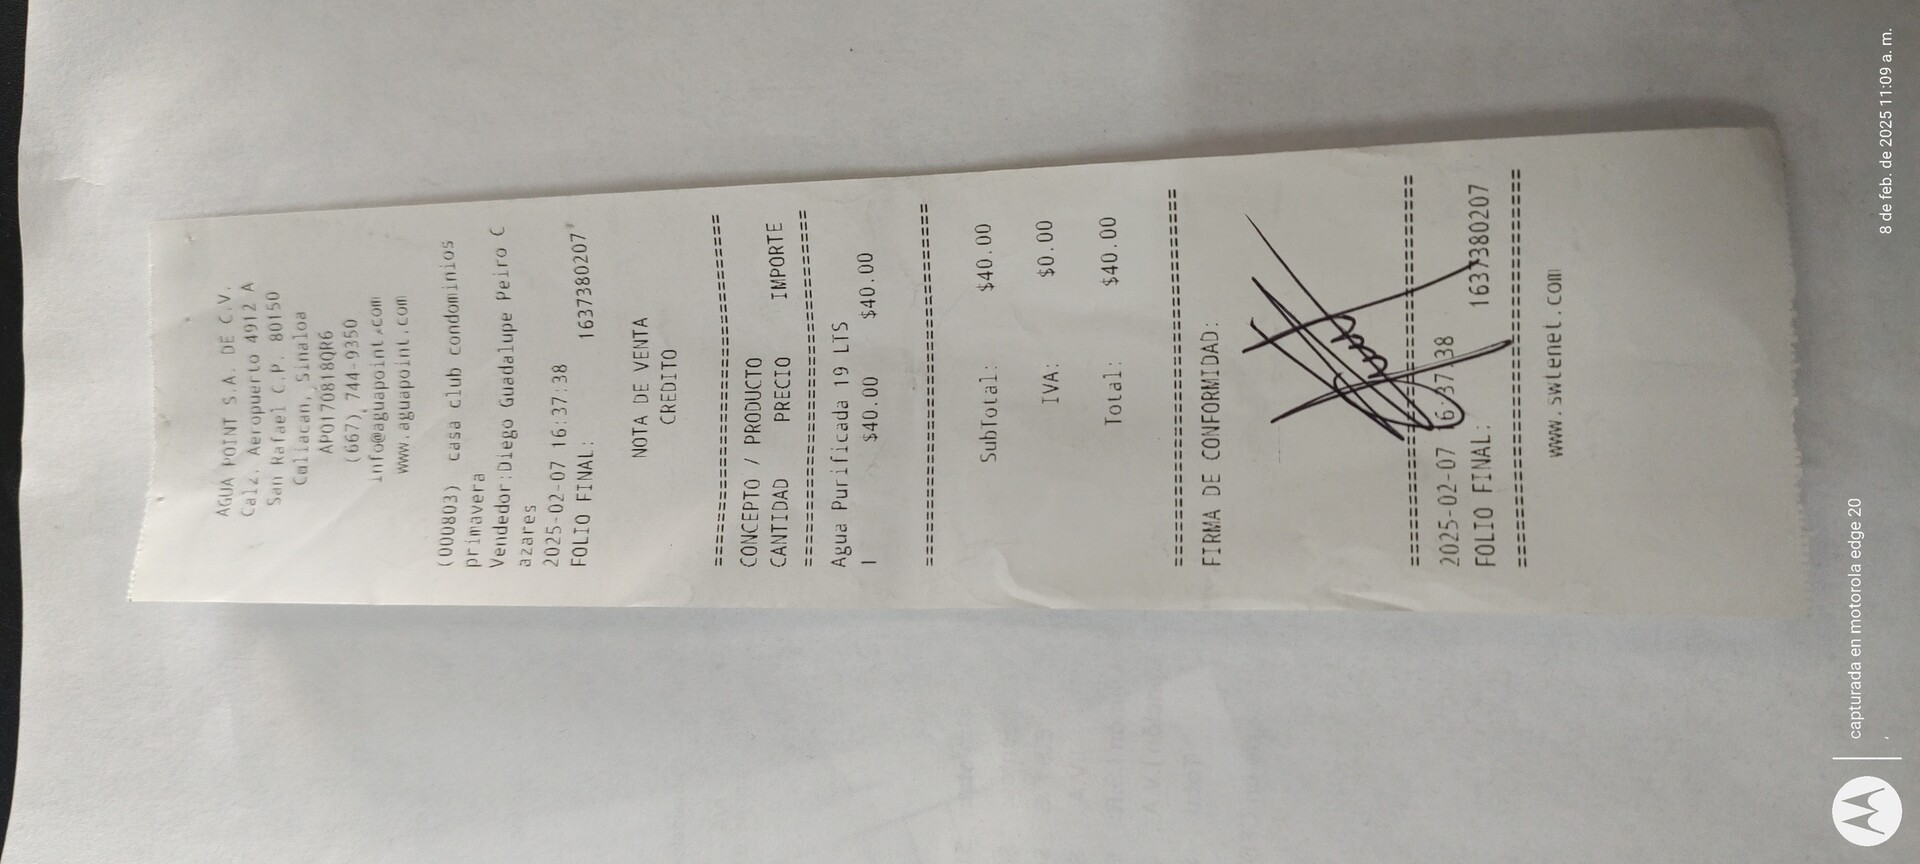 AGUA POINT S.A. DE C.V.
Calz. Aeropuerto 4912 A
San Rafael C.P. 80150
Culiacan, Sinaloa
APO170818QR6
(667) 744-9350
info@aguapoint.com
www.aguapoint.com
(000803) casa club condominios
primavera
Vendedor:Diego Guadalupe Peiro C
azares
2025-02-07 16:37:38
FOLIO FINAL: 1637380207
NOTA DE VENTA
CREDITO
================================
CONCEPTO / PRODUCTO
CANTIDAD PRECIO IMPORTE
================================
Agua Purificada 19 LTS
1 $40.00 $40.00
================================
SubTotal: $40.00
IVA: $0.00
Total: $40.00
================================
FIRMA DE CONFORMIDAD:
================================
2025-02-07 16:37:38
FOLIO FINAL: 1637380207
================================
www.swtenet.com
capturada en motorola edge 20
8 de feb. de 2025 11:09 a. m.